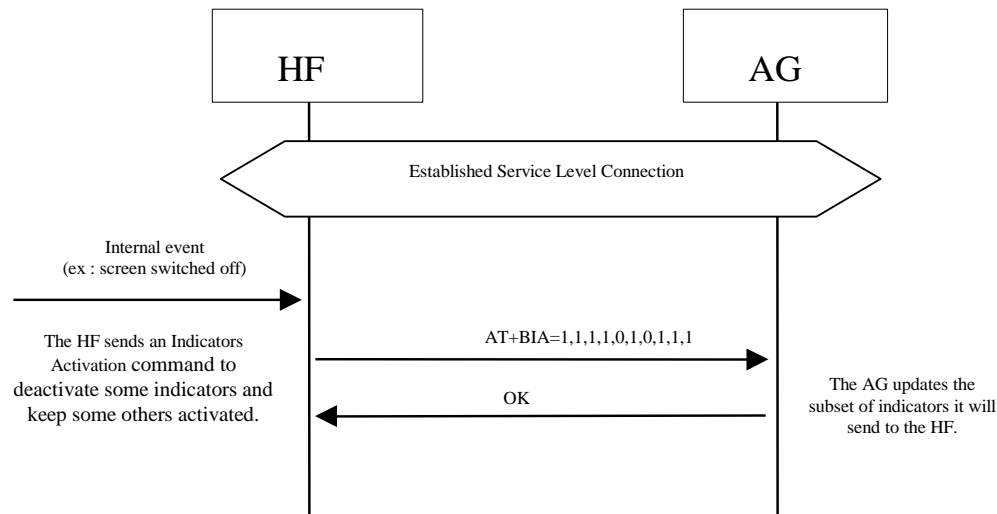 HF
AG
Established Service Level Connection
Internal event
(ex : screen switched off)
The HF sends an Indicators
Activation command to
deactivate some indicators and
keep some others activated.
AT+BIA=1,1,1,1,0,1,0,1,1,1
OK
The AG updates the
subset of indicators it will
send to the HF.